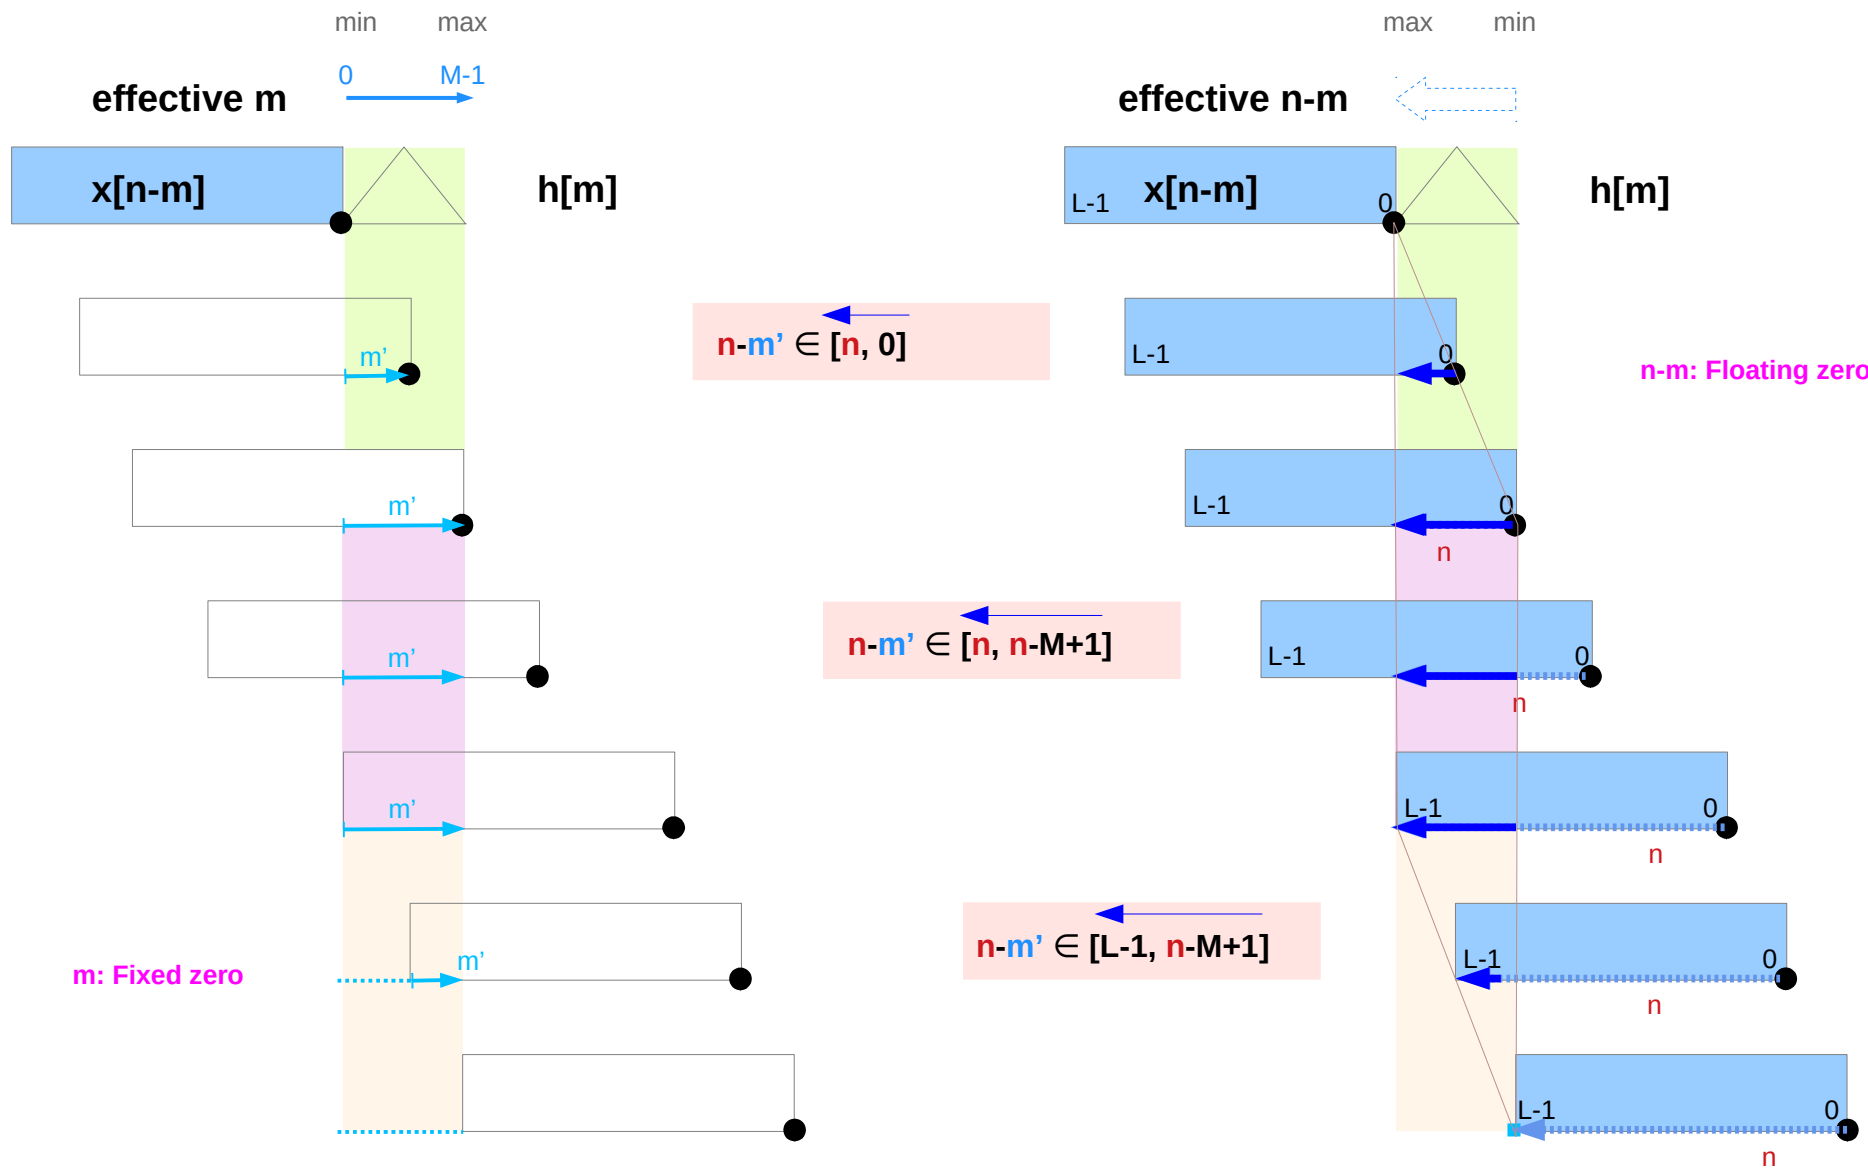 min max max min
0 M-1
effective m effective n-m
x[n-m] h[m] L-1 x[n-m] 0 h[m]
n-m’ ∈ [n, 0] L-1 0
m’
n-m: Floating zero
m’ L-1 0
n
n-m’ ∈ [n, n-M+1]
m’ L-1 0
n
m’ L-1 0
n
n-m’ ∈ [L-1, n-M+1]
m: Fixed zero m’ L-1 0
n
L-1 0
n